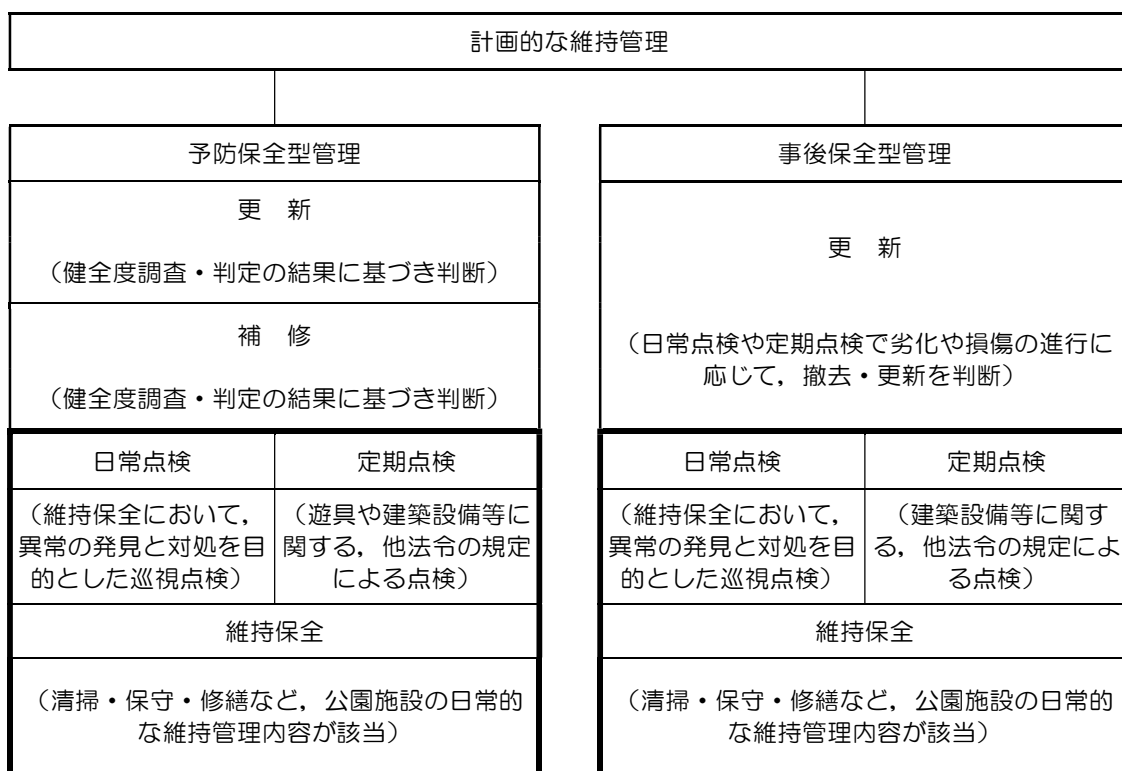 計画的な維持管理
予防保全型管理
更　新
（健全度調査・判定の結果に基づき判断）
補　修
（健全度調査・判定の結果に基づき判断）
日常点検
（維持保全において，
異常の発見と対処を目
的とした巡視点検）
定期点検
（遊具や建築設備等に
関する，他法令の規定
による点検）
維持保全
（清掃・保守・修繕など，公園施設の日常的
な維持管理内容が該当）
事後保全型管理
更　新
（日常点検や定期点検で劣化や損傷の進行に
応じて，撤去・更新を判断）
日常点検
（維持保全において，
異常の発見と対処を目
的とした巡視点検）
定期点検
（建築設備等に関す
る，他法令の規定によ
る点検）
維持保全
（清掃・保守・修繕など，公園施設の日常的
な維持管理内容が該当）